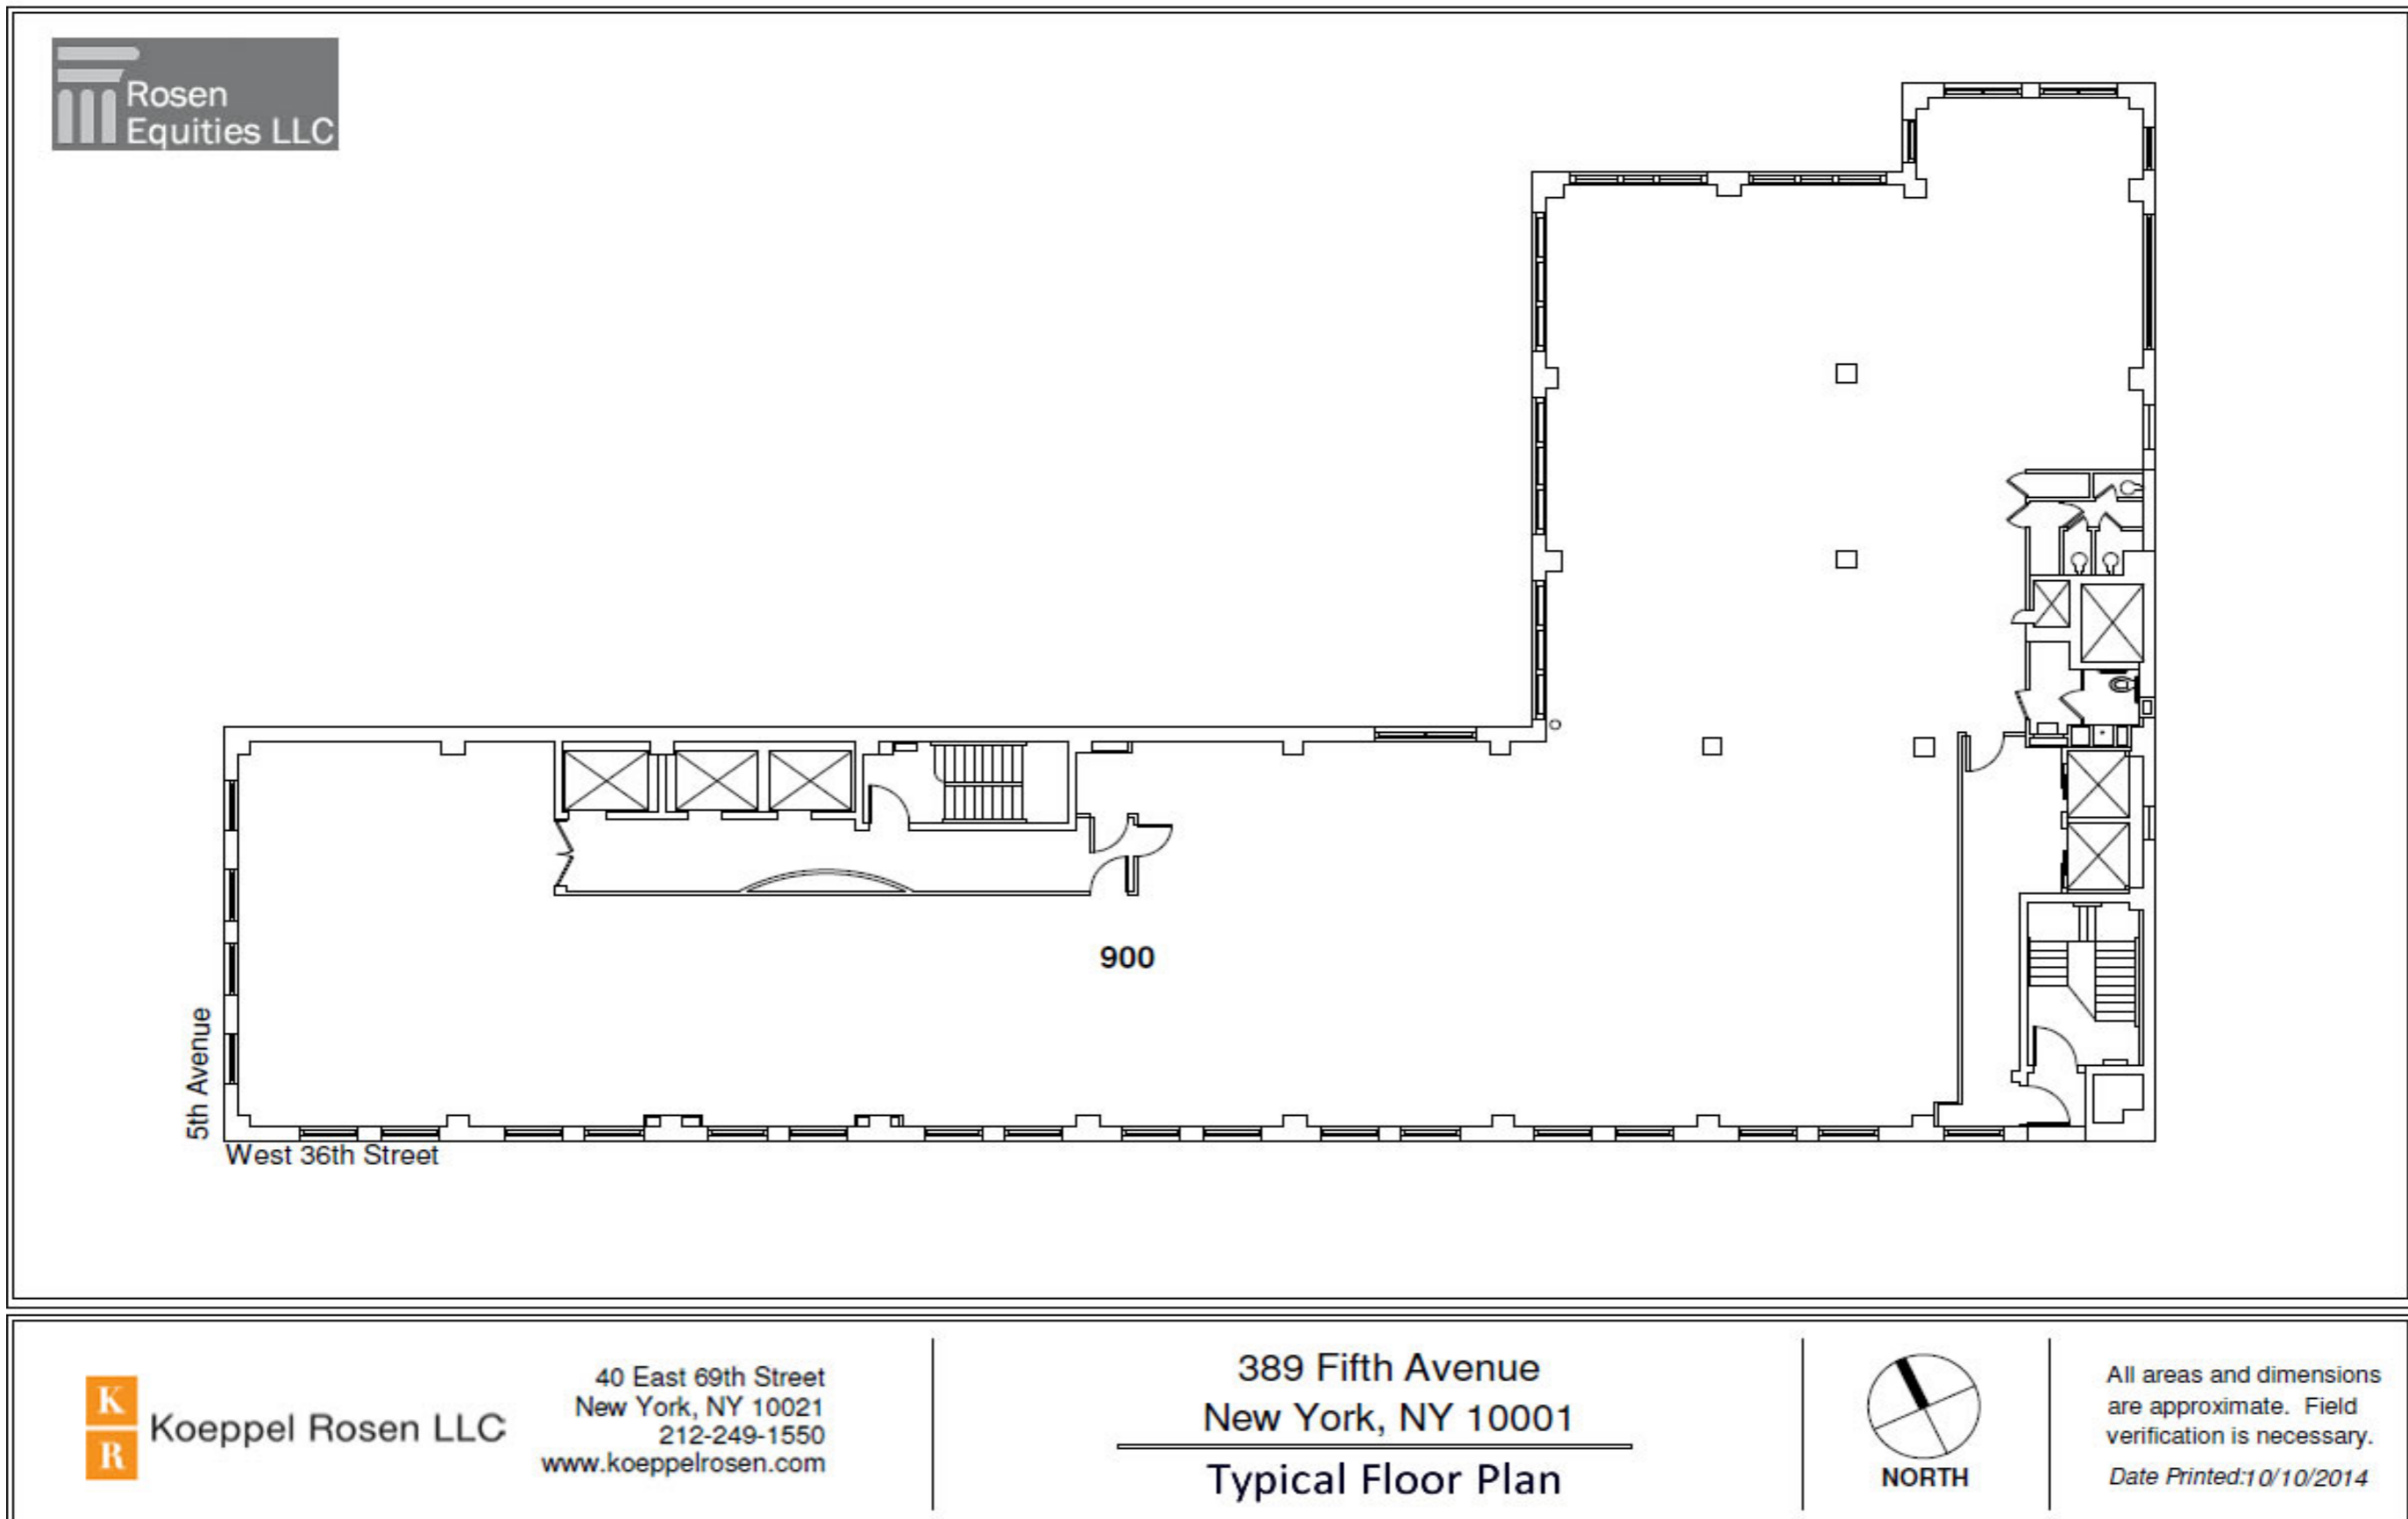 Rosen
Equities LLC
900
5th Avenue
West 36th Street
K
R
Koeppel Rosen LLC
40 East 69th Street
New York, NY 10021
212-249-1550
www.koeppelrosen.com
389 Fifth Avenue
New York, NY 10001
Typical Floor Plan
NORTH
All areas and dimensions
are approximate. Field
verification is necessary.
Date Printed:10/10/2014